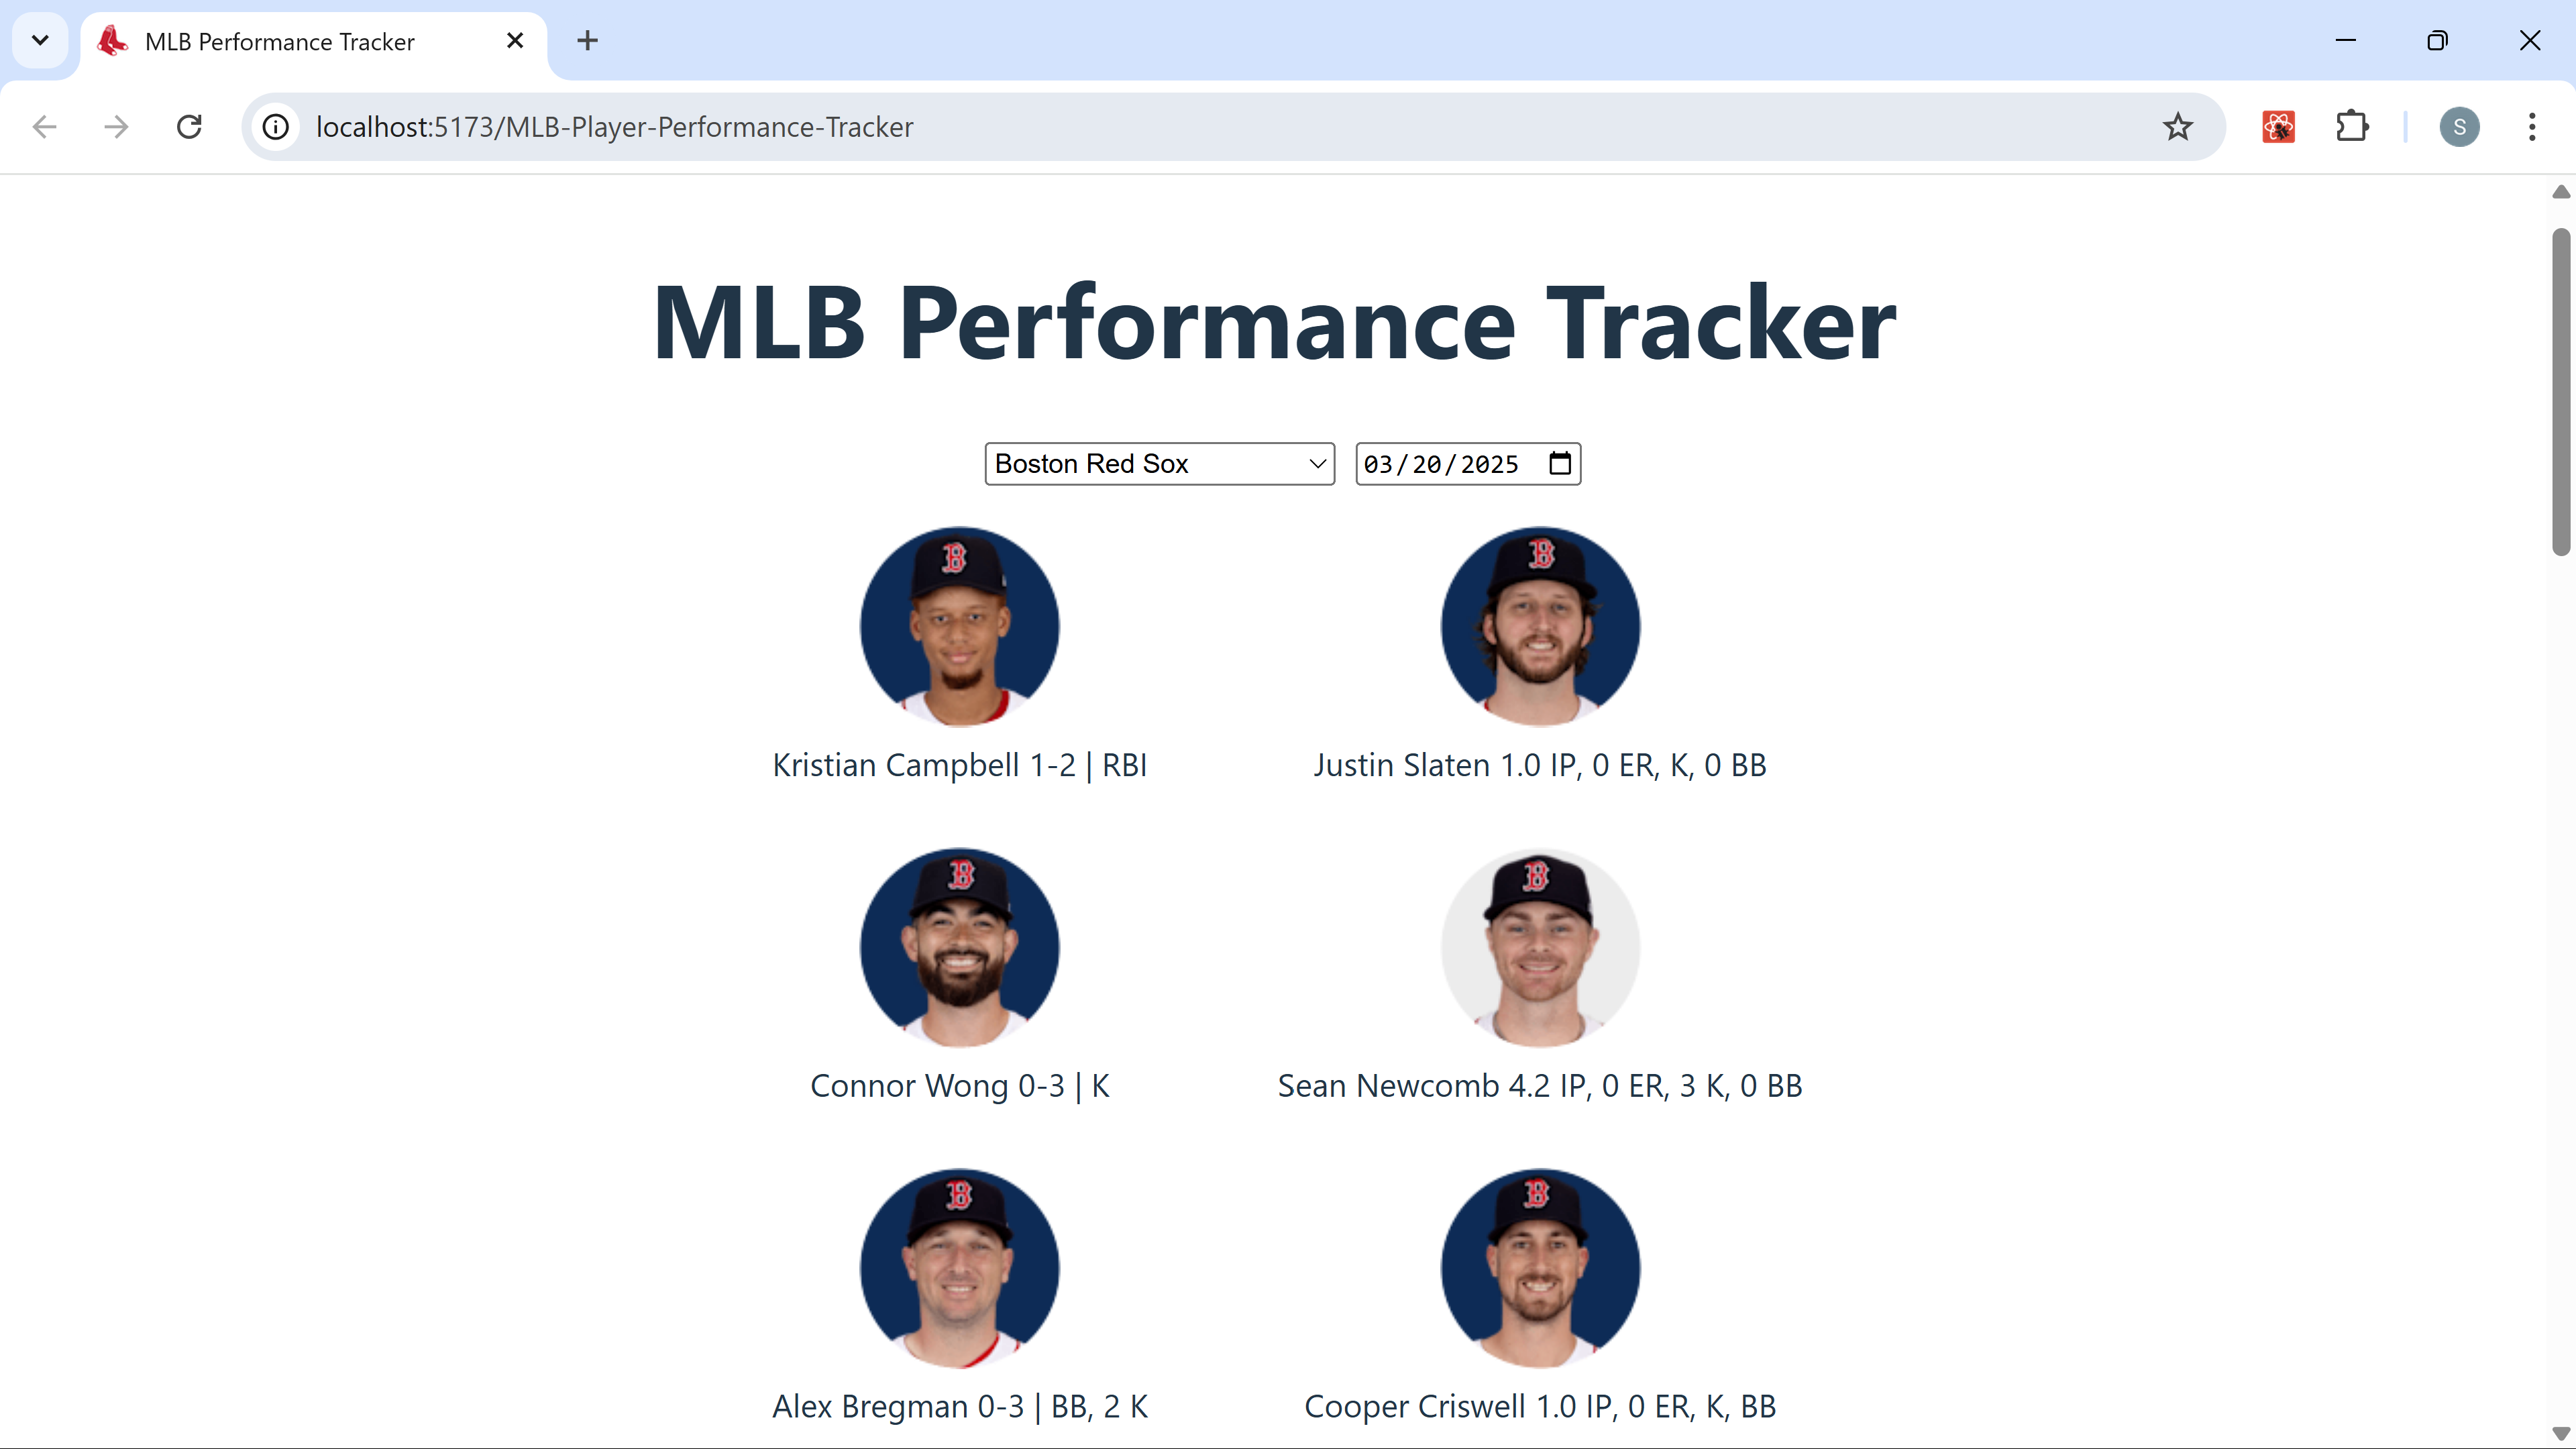 MLB Performance Tracker
localhost:5173/MLB-Player-Performance-Tracker
S
MLB Performance Tracker
Boston Red Sox 03/20/2025
B B
Kristian Campbell 1-2 | RBI Justin Slaten 1.0 IP, 0 ER, K, 0 BB
B B
Connor Wong 0-3 | K Sean Newcomb 4.2 IP, 0 ER, 3 K, 0 BB
B B
Alex Bregman 0-3 | BB, 2 K Cooper Criswell 1.0 IP, 0 ER, K, BB